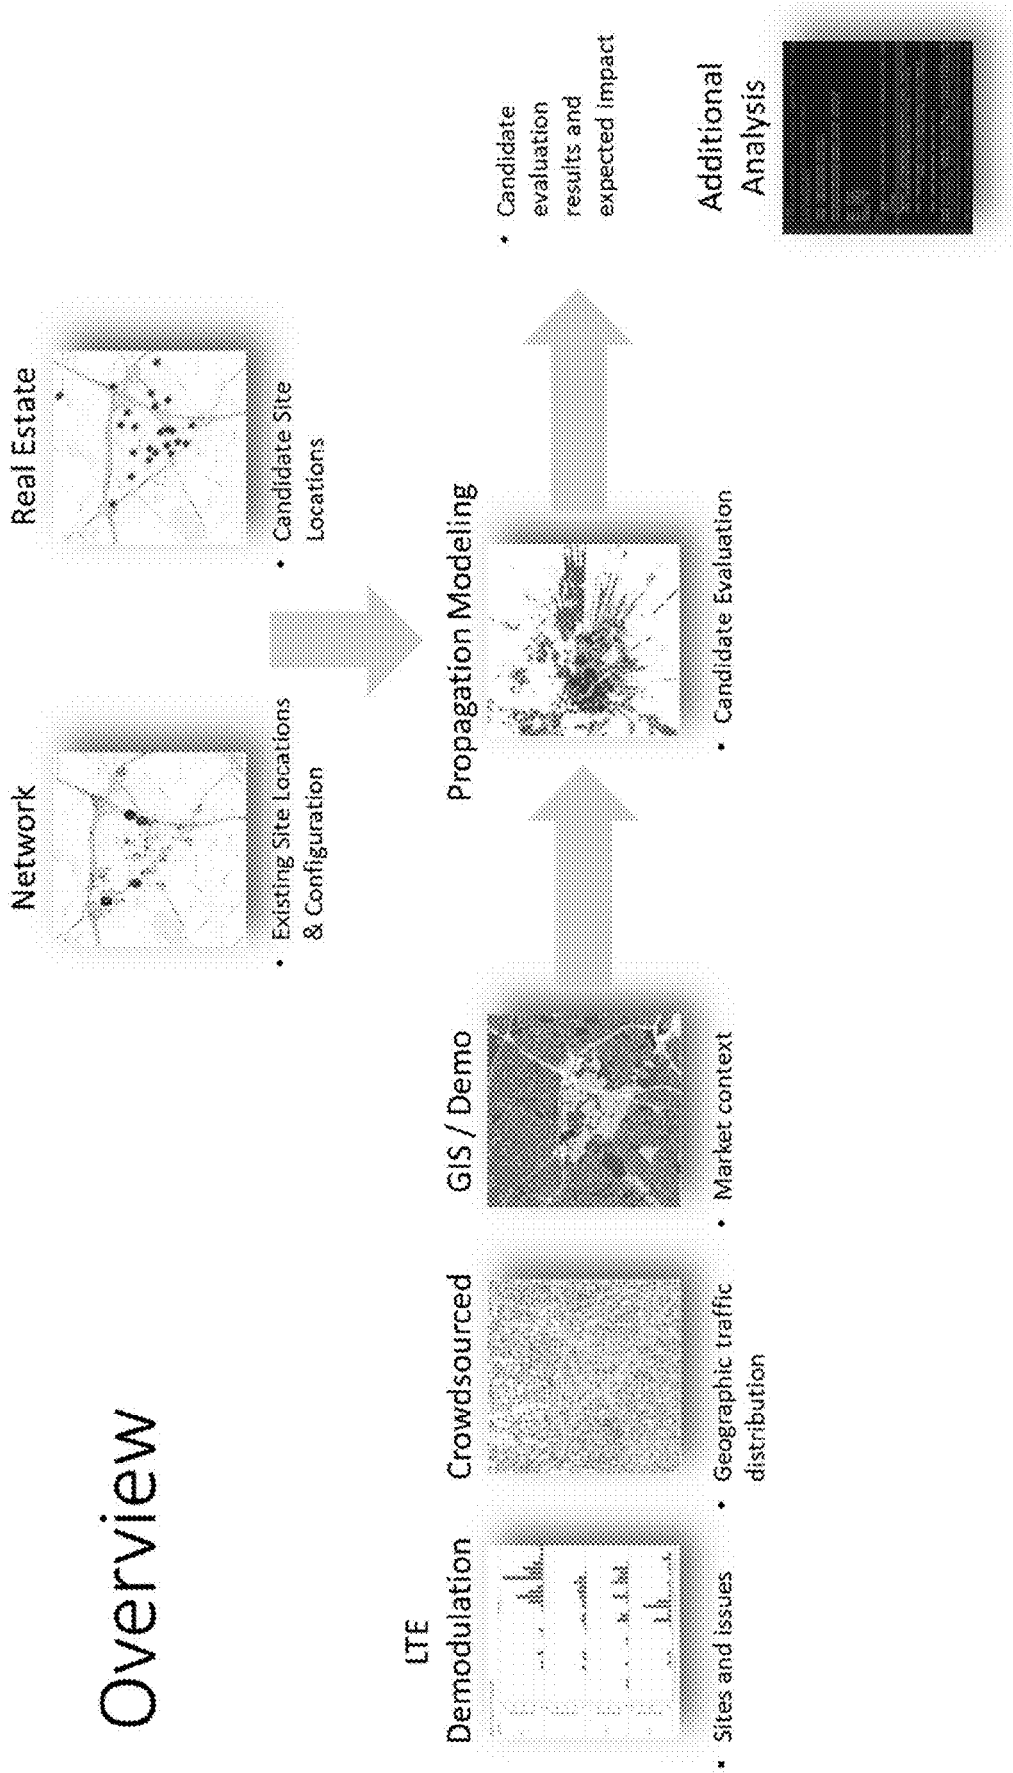 Overview
Network
• Existing Site Locations
& Configuration
Real Estate
• Candidate Site
Locations
LTE
Demodulation
• Sites and issues
Crowdsourced
• Geographic traffic
distribution
GIS / Demo
• Market context
Propagation Modeling
• Candidate Evaluation
• Candidate
evaluation
results and
expected impact
Additional
Analysis